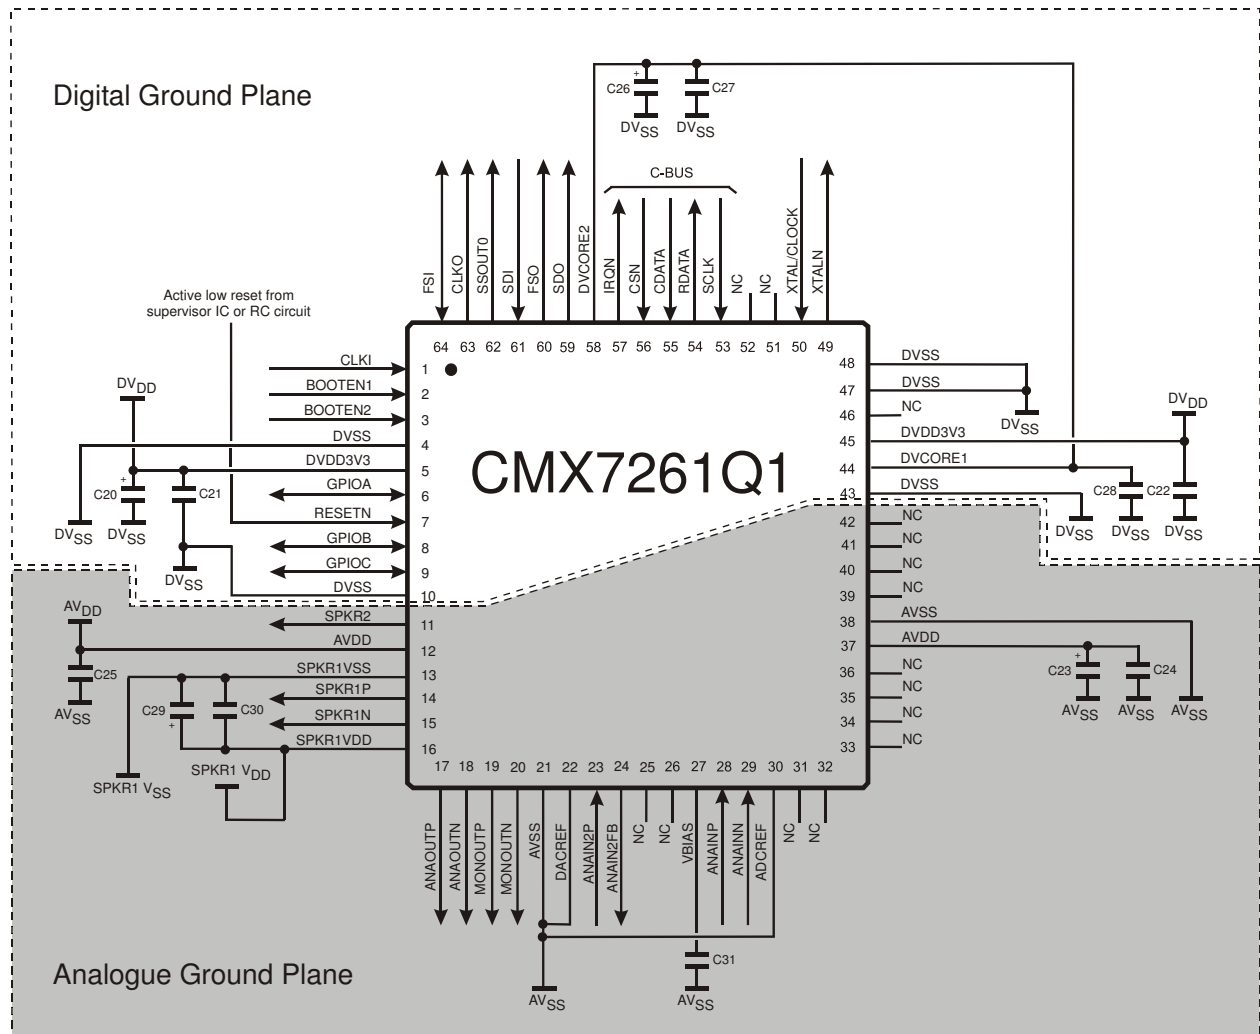 Digital Ground Plane
+
C26
C27
DVSS
DVSS
C-BUS
FSI
CLKO
SSOUT0
SDI
FSO
SDO
DVCORE2
IRQN
CSN
CDATA
RDATA
SCLK
NC
NC
XTAL/CLOCK
XTALN
Active low reset from
supervisor IC or RC circuit
64 63 62 61 60 59 58 57 56 55 54 53 52 51 50 49
CMX7261Q1
CLKI 1
BOOTEN1 2
BOOTEN2 3
DVSS 4
DVDD3V3 5
GPIOA 6
RESETN 7
GPIOB 8
GPIOC 9
DVSS 10
SPKR2 11
AVDD 12
SPKR1VSS 13
SPKR1P 14
SPKR1N 15
SPKR1VDD 16
DVDD
+
C20
C21
DVSS
DVSS
DVSS
AVDD
C25
AVSS
C29
+
C30
SPKR1 VSS
SPKR1 VDD
48 DVSS
47 DVSS
46 NC
45 DVDD3V3
44 DVCORE1
43 DVSS
42 NC
41 NC
40 NC
39 NC
38 AVSS
37 AVDD
36 NC
35 NC
34 NC
33 NC
DVSS
DVDD
C28
C22
DVSS
DVSS
DVSS
+
C23
C24
AVSS
AVSS
AVSS
17 18 19 20 21 22 23 24 25 26 27 28 29 30 31 32
ANAOUTP
ANAOUTN
MONOUTP
MONOUTN
AVSS
DACREF
ANAIN2P
ANAIN2FB
NC
NC
VBIAS
ANAINP
ANAINN
ADCREF
NC
NC
C31
AVSS
AVSS
Analogue Ground Plane